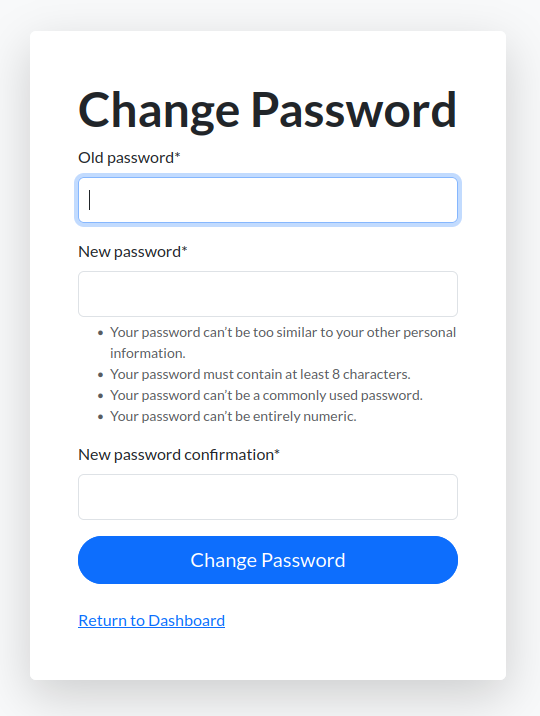 Change Password
Old password*
New password*
• Your password can’t be too similar to your other personal
information.
• Your password must contain at least 8 characters.
• Your password can’t be a commonly used password.
• Your password can’t be entirely numeric.
New password confirmation*
Change Password
Return to Dashboard